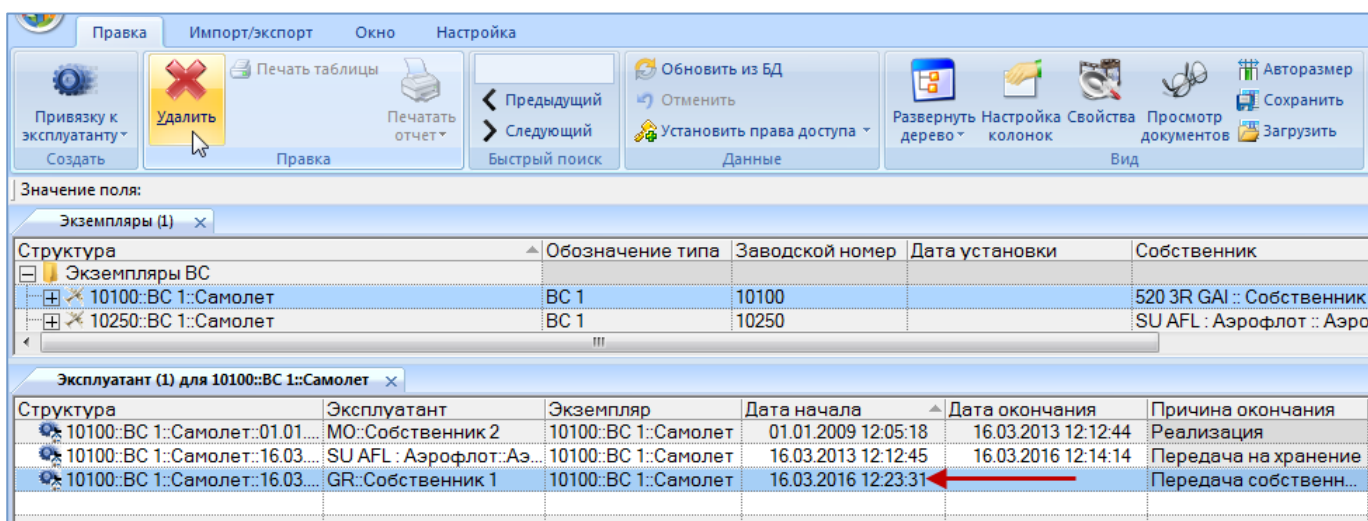 Правка Импорт/экспорт Окно Настройка
Привязку к эксплуатанту
Удалить
Печать таблицы
Печатать отчет
Предыдущий
Следующий
Обновить из БД
Отменить
Установить права доступа
Развернуть дерево
Настройка колонок
Свойства
Просмотр документов
Авторазмер
Сохранить
Загрузить
Создать Правка Быстрый поиск Данные Вид
Значение поля:
Экземпляры (1)
Структура Обозначение типа Заводской номер Дата установки Собственник
Экземпляры ВС
10100::ВС 1::Самолет ВС 1 10100 520 3R GAI :: Собственник
10250::ВС 1::Самолет ВС 1 10250 SU AFL : Аэрофлот :: Аэро
Эксплуатант (1) для 10100::ВС 1::Самолет
Структура Эксплуатант Экземпляр Дата начала Дата окончания Причина окончания
10100::ВС 1::Самолет::01.01.... МО::Собственник 2 10100::ВС 1::Самолет 01.01.2009 12:05:18 16.03.2013 12:12:44 Реализация
10100::ВС 1::Самолет::16.03.... SU AFL : Аэрофлот::Аэ... 10100::ВС 1::Самолет 16.03.2013 12:12:45 16.03.2016 12:14:14 Передача на хранение
10100::ВС 1::Самолет::16.03.... GR::Собственник 1 10100::ВС 1::Самолет 16.03.2016 12:23:31 Передача собственн...